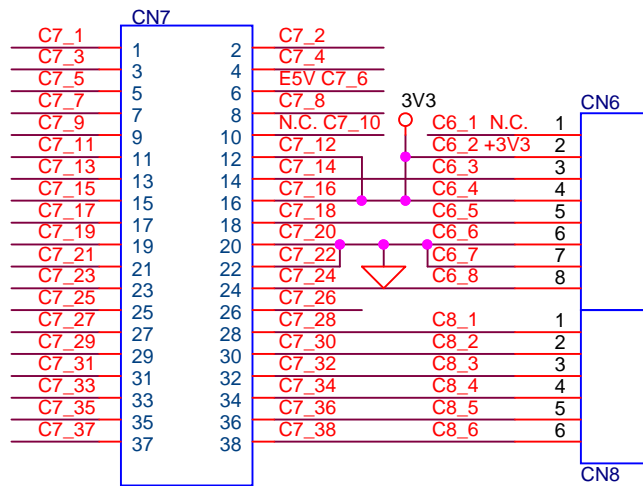 CN7
C7_1 1 2 C7_2
C7_3 3 4 C7_4
C7_5 5 6 E5V C7_6
C7_7 7 8 C7_8 3V3 CN6
C7_9 9 10 N.C. C7_10 C6_1 N.C. 1
C7_11 11 12 C7_12 C6_2 +3V3 2
C7_13 13 14 C7_14 C6_3 3
C7_15 15 16 C7_16 C6_4 4
C7_17 17 18 C7_18 C6_5 5
C7_19 19 20 C7_20 C6_6 6
C7_21 21 22 C7_22 C6_7 7
C7_23 23 24 C7_24 C6_8 8
C7_25 25 26 C7_26
C7_27 27 28 C7_28 C8_1 1
C7_29 29 30 C7_30 C8_2 2
C7_31 31 32 C7_32 C8_3 3
C7_33 33 34 C7_34 C8_4 4
C7_35 35 36 C7_36 C8_5 5
C7_37 37 38 C7_38 C8_6 6
CN8